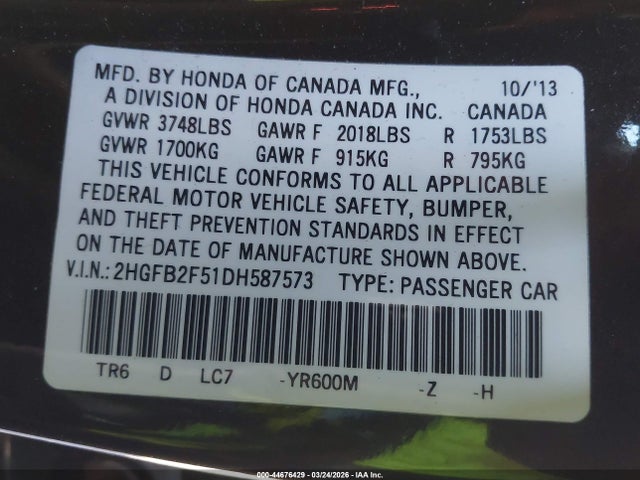 MFD. BY HONDA OF CANADA MFG., 10/'13
A DIVISION OF HONDA CANADA INC. CANADA
GVWR 3748LBS GAWR F 2018LBS R 1753LBS
GVWR 1700KG GAWR F 915KG R 795KG
THIS VEHICLE CONFORMS TO ALL APPLICABLE
FEDERAL MOTOR VEHICLE SAFETY, BUMPER,
AND THEFT PREVENTION STANDARDS IN EFFECT
ON THE DATE OF MANUFACTURE SHOWN ABOVE.
V.I.N.: 2HGFB2F51DH587573 TYPE: PASSENGER CAR
TR6 D LC7 -YR600M -Z -H
000-44676429 - 03/24/2026 - IAA Inc.